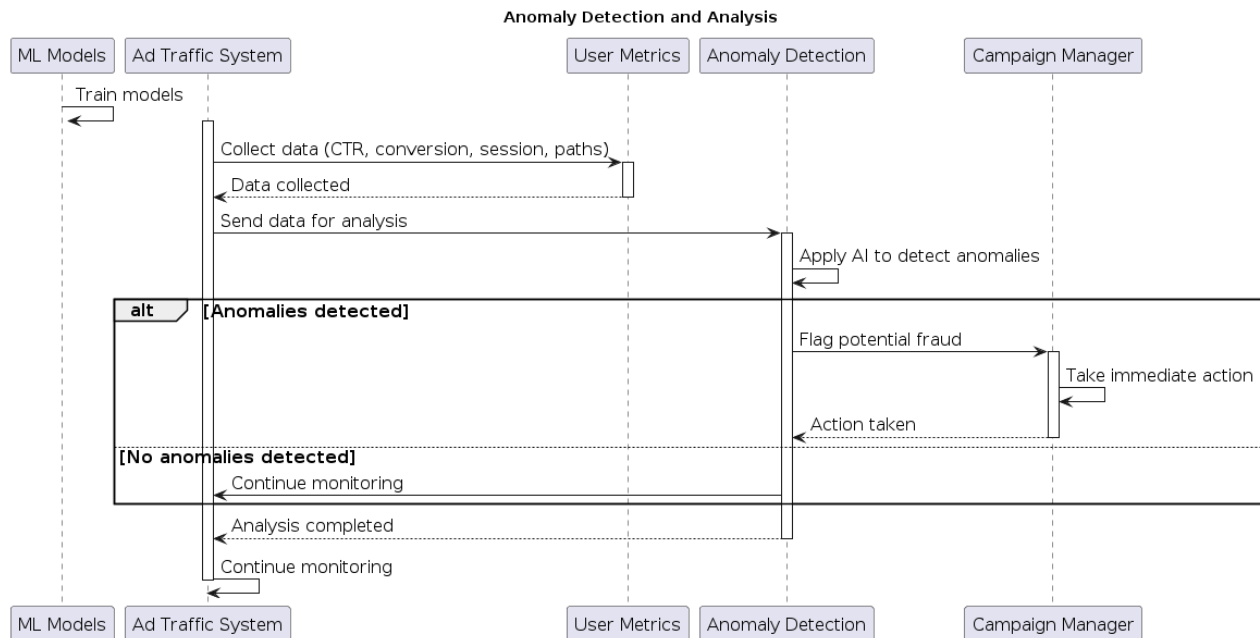 Anomaly Detection and Analysis
ML Models
Ad Traffic System
User Metrics
Anomaly Detection
Campaign Manager
Train models
Collect data (CTR, conversion, session, paths)
Data collected
Send data for analysis
Apply AI to detect anomalies
alt
[Anomalies detected]
Flag potential fraud
Take immediate action
Action taken
[No anomalies detected]
Continue monitoring
Analysis completed
Continue monitoring
ML Models
Ad Traffic System
User Metrics
Anomaly Detection
Campaign Manager